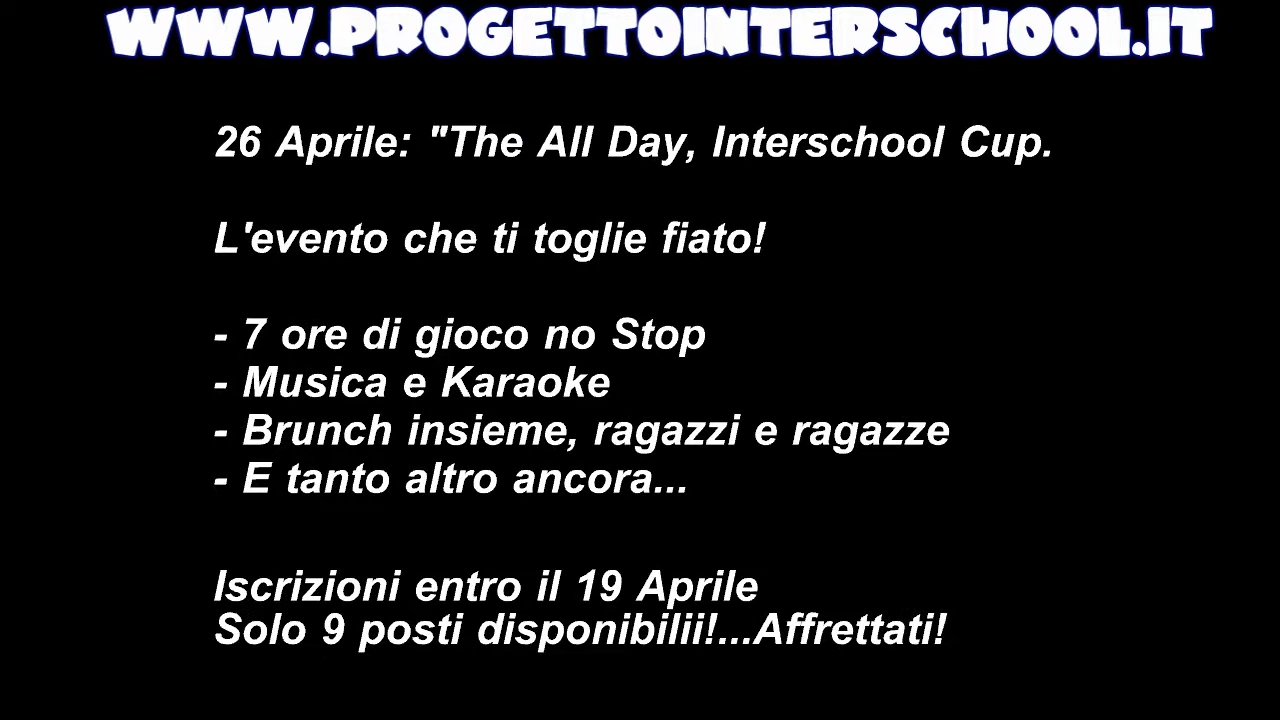 WWW.PROGETTOINTERSCHOOL.IT
26 Aprile: "The All Day, Interschool Cup.
L'evento che ti toglie fiato!
- 7 ore di gioco no Stop
- Musica e Karaoke
- Brunch insieme, ragazzi e ragazze
- E tanto altro ancora...
Iscrizioni entro il 19 Aprile
Solo 9 posti disponibilii!...Affrettati!